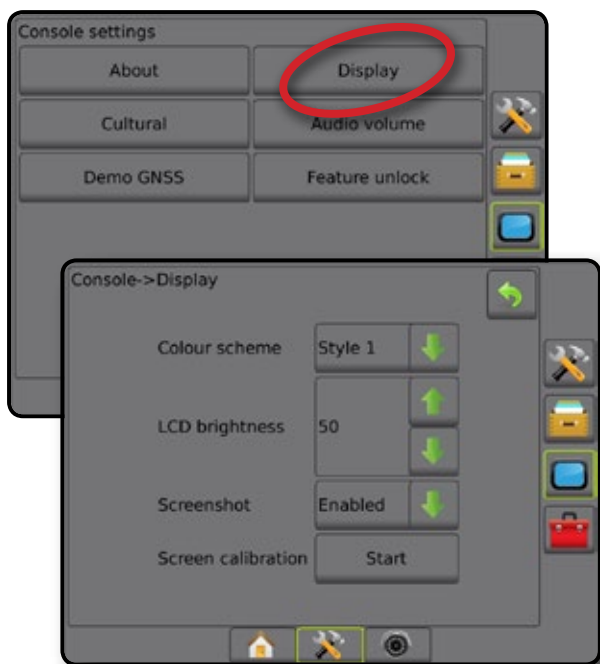 Console settings
About
Display
Cultural
Audio volume
Demo GNSS
Feature unlock
Console->Display
Colour scheme
Style 1
LCD brightness
50
Screenshot
Enabled
Screen calibration
Start